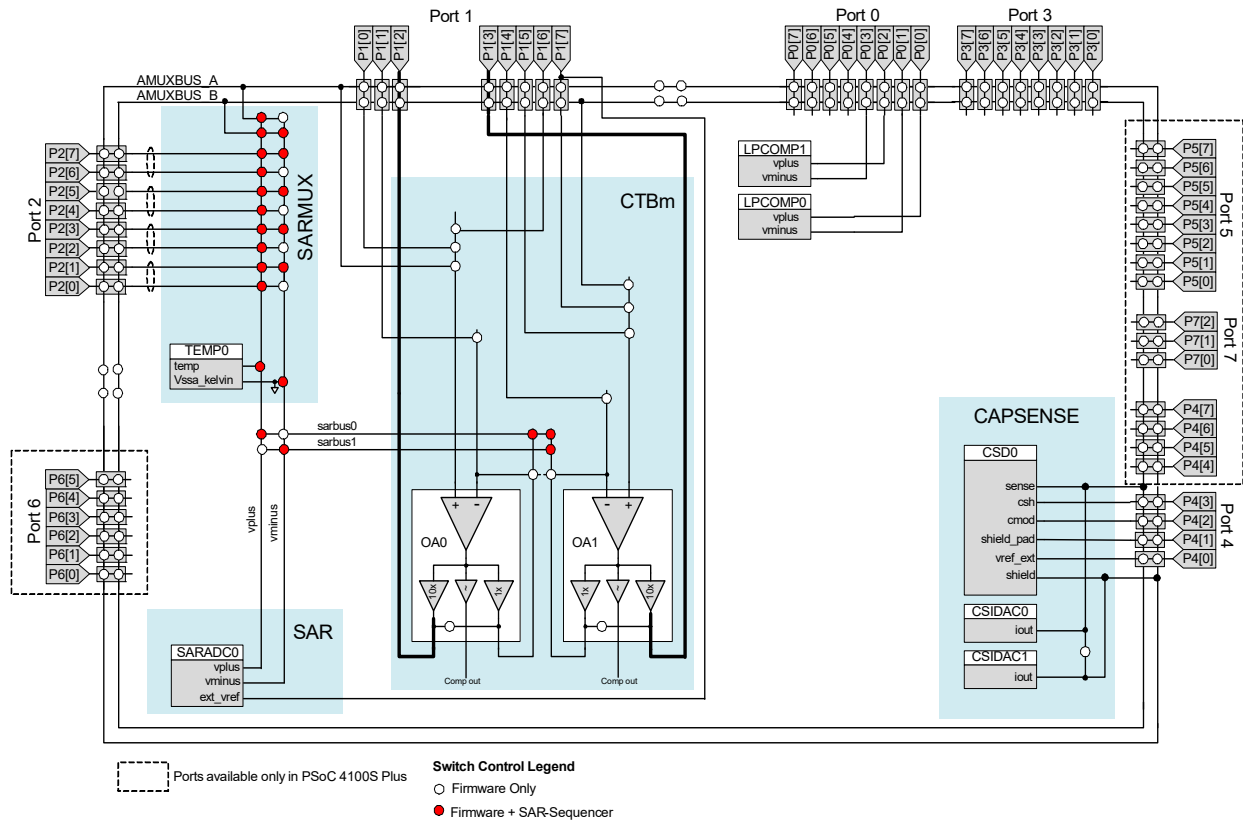 Port 1
Port 0
Port 3
P1[0]
P1[1]
P1[2]
P1[3]
P1[4]
P1[5]
P1[6]
P1[7]
P0[7]
P0[6]
P0[5]
P0[4]
P0[3]
P0[2]
P0[1]
P0[0]
P3[7]
P3[6]
P3[5]
P3[4]
P3[3]
P3[2]
P3[1]
P3[0]
AMUXBUS_A
AMUXBUS_B
Port 2
P2[7]
P2[6]
P2[5]
P2[4]
P2[3]
P2[2]
P2[1]
P2[0]
SARMUX
TEMP0
temp
Vssa_kelvin
CTBm
LPCOMP1
vplus
vminus
LPCOMP0
vplus
vminus
P5[7]
P5[6]
P5[5]
P5[4]
P5[3]
P5[2]
P5[1]
P5[0]
Port 5
P7[2]
P7[1]
P7[0]
Port 7
P4[7]
P4[6]
P4[5]
P4[4]
P4[3]
P4[2]
P4[1]
P4[0]
Port 4
sarbus0
sarbus1
Port 6
P6[5]
P6[4]
P6[3]
P6[2]
P6[1]
P6[0]
vplus
vminus
+
-
OA0
10x
~
1x
Comp out
-
+
OA1
1x
~
10x
Comp out
CAPSENSE
CSD0
sense
csh
cmod
shield_pad
vref_ext
shield
CSIDAC0
iout
CSIDAC1
iout
SAR
SARADC0
vplus
vminus
ext_vref
Ports available only in PSoC 4100S Plus
Switch Control Legend
Firmware Only
Firmware + SAR-Sequencer